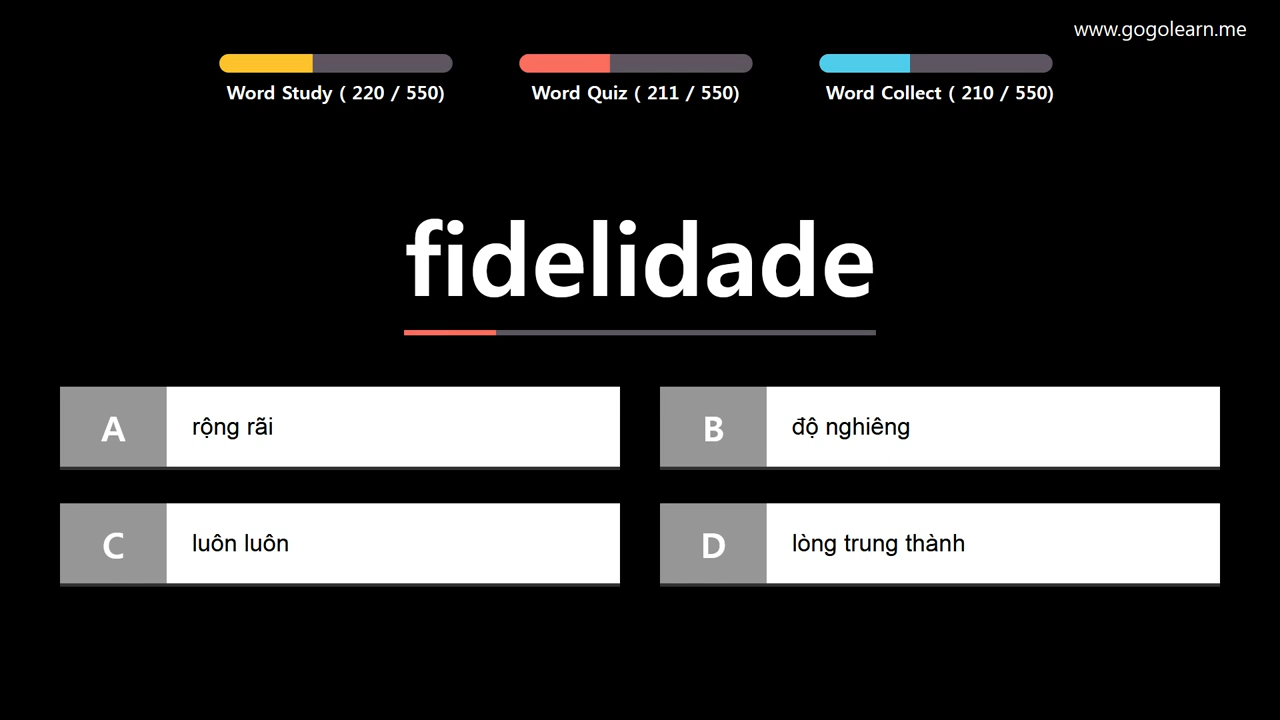 www.gogolearn.me
Word Study ( 220 / 550)
Word Quiz ( 211 / 550)
Word Collect ( 210 / 550)
fidelidade
A rộng rãi
B độ nghiêng
C luôn luôn
D lòng trung thành